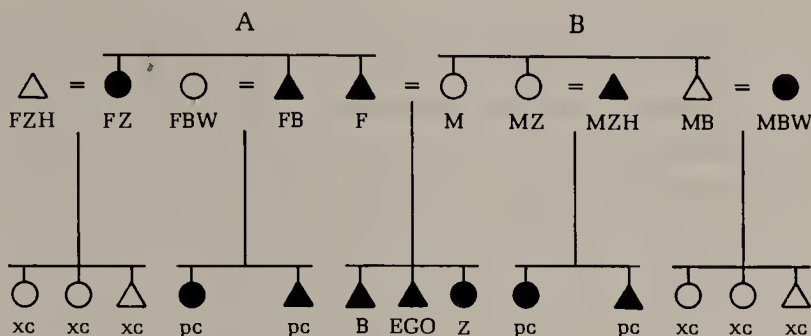 A B
= = = = =
FZH FZ FBW FB F M MZ MZH MB MBW
xc xc xc pc pc B EGO Z pc pc xc xc xc